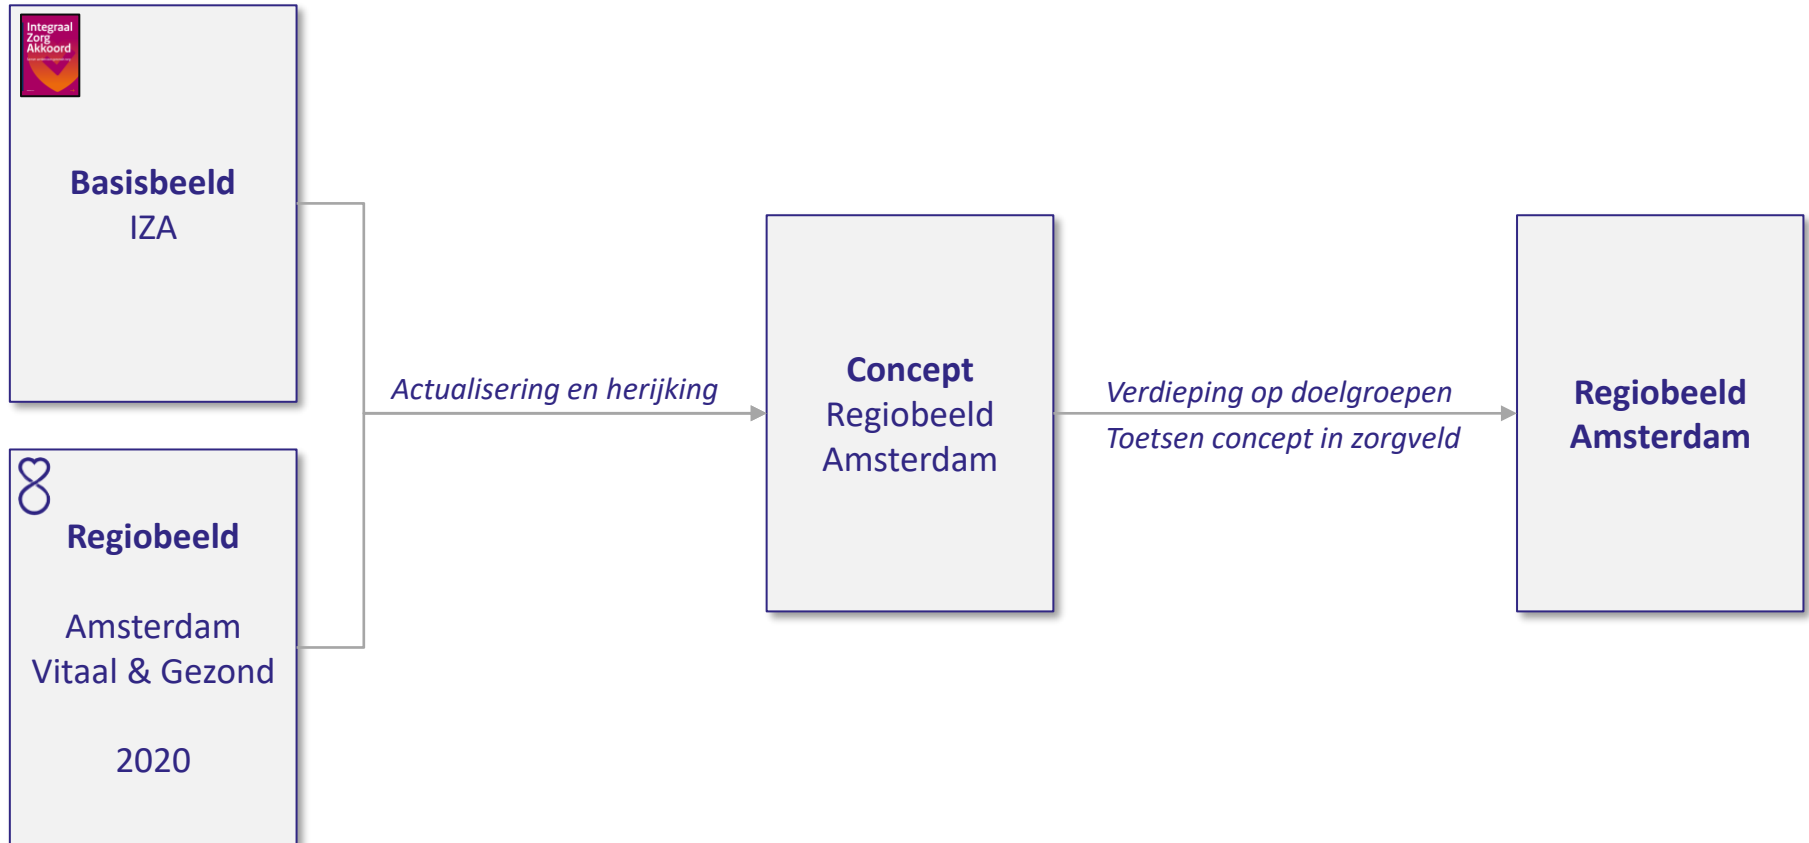 Integraal
Zorg
Akkoord
Basisbeeld
IZA
Regiobeeld
Amsterdam
Vitaal & Gezond
2020
Actualisering en herijking
Concept
Regiobeeld
Amsterdam
Verdieping op doelgroepen
Toetsen concept in zorgveld
Regiobeeld
Amsterdam